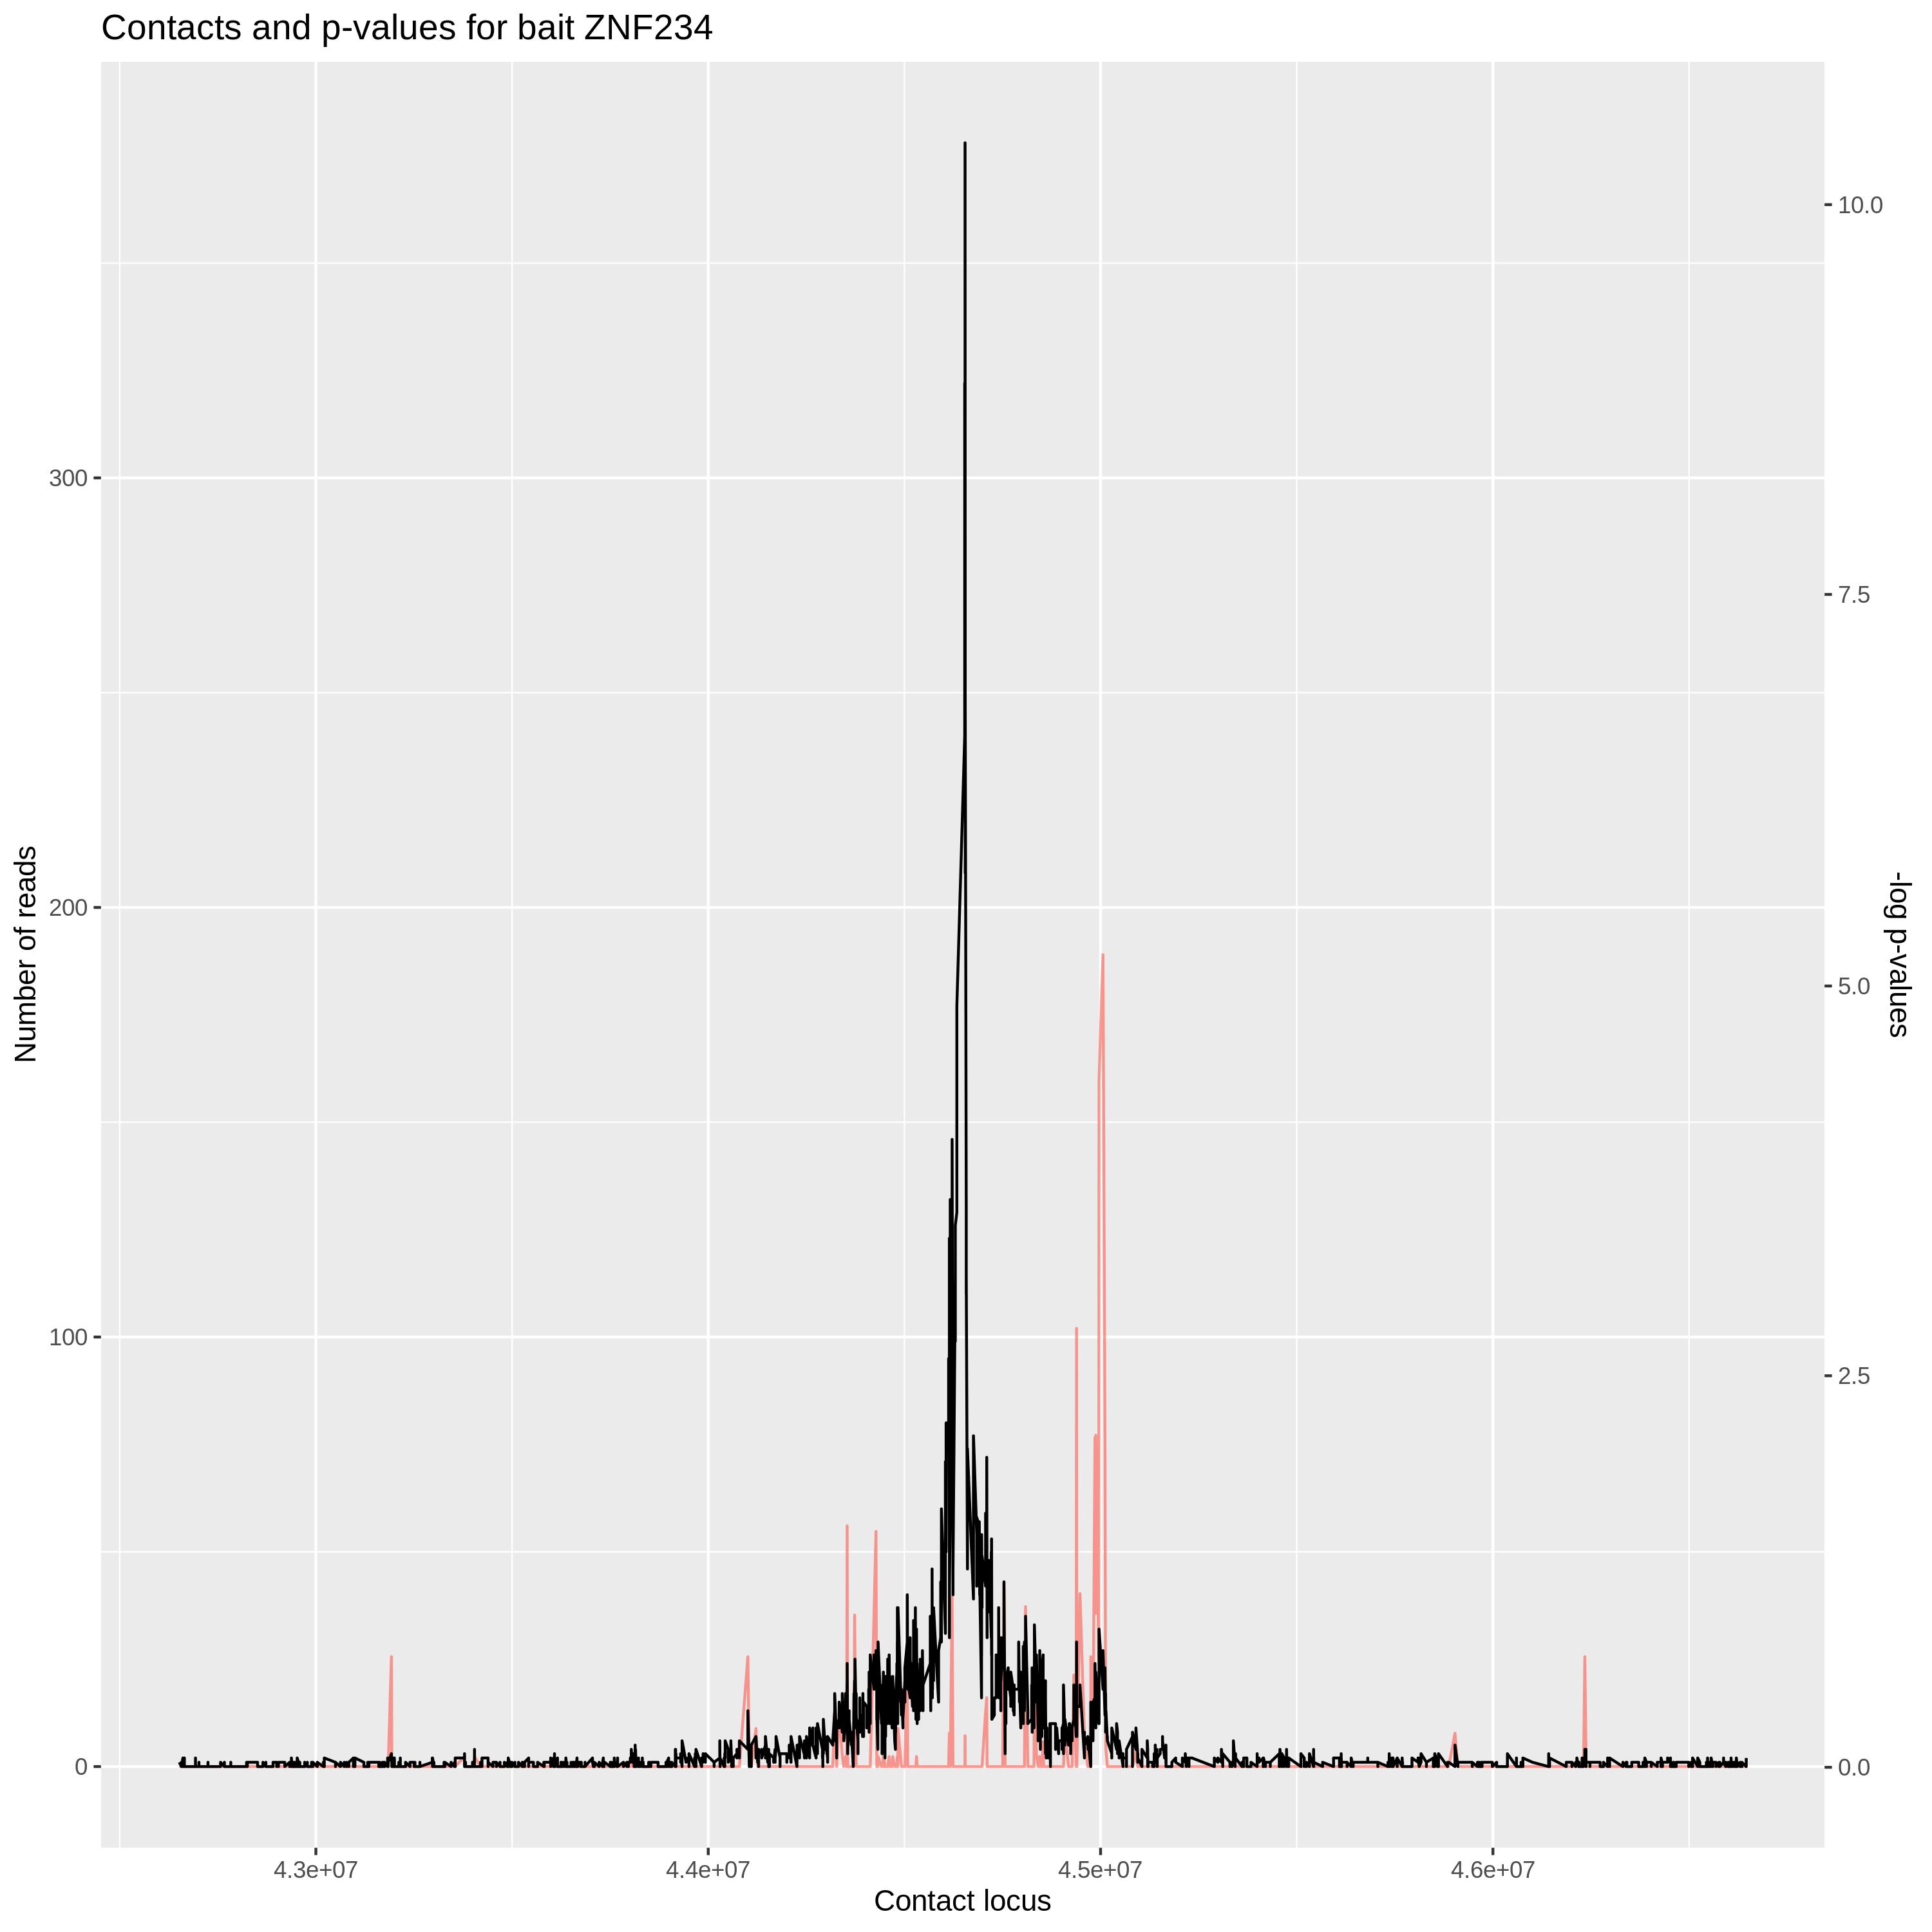 Contacts and p-values for bait ZNF234
Number of reads
300
200
100
0
10.0
7.5
5.0
2.5
0.0
-log p-values
4.3e+07
4.4e+07
4.5e+07
4.6e+07
Contact locus